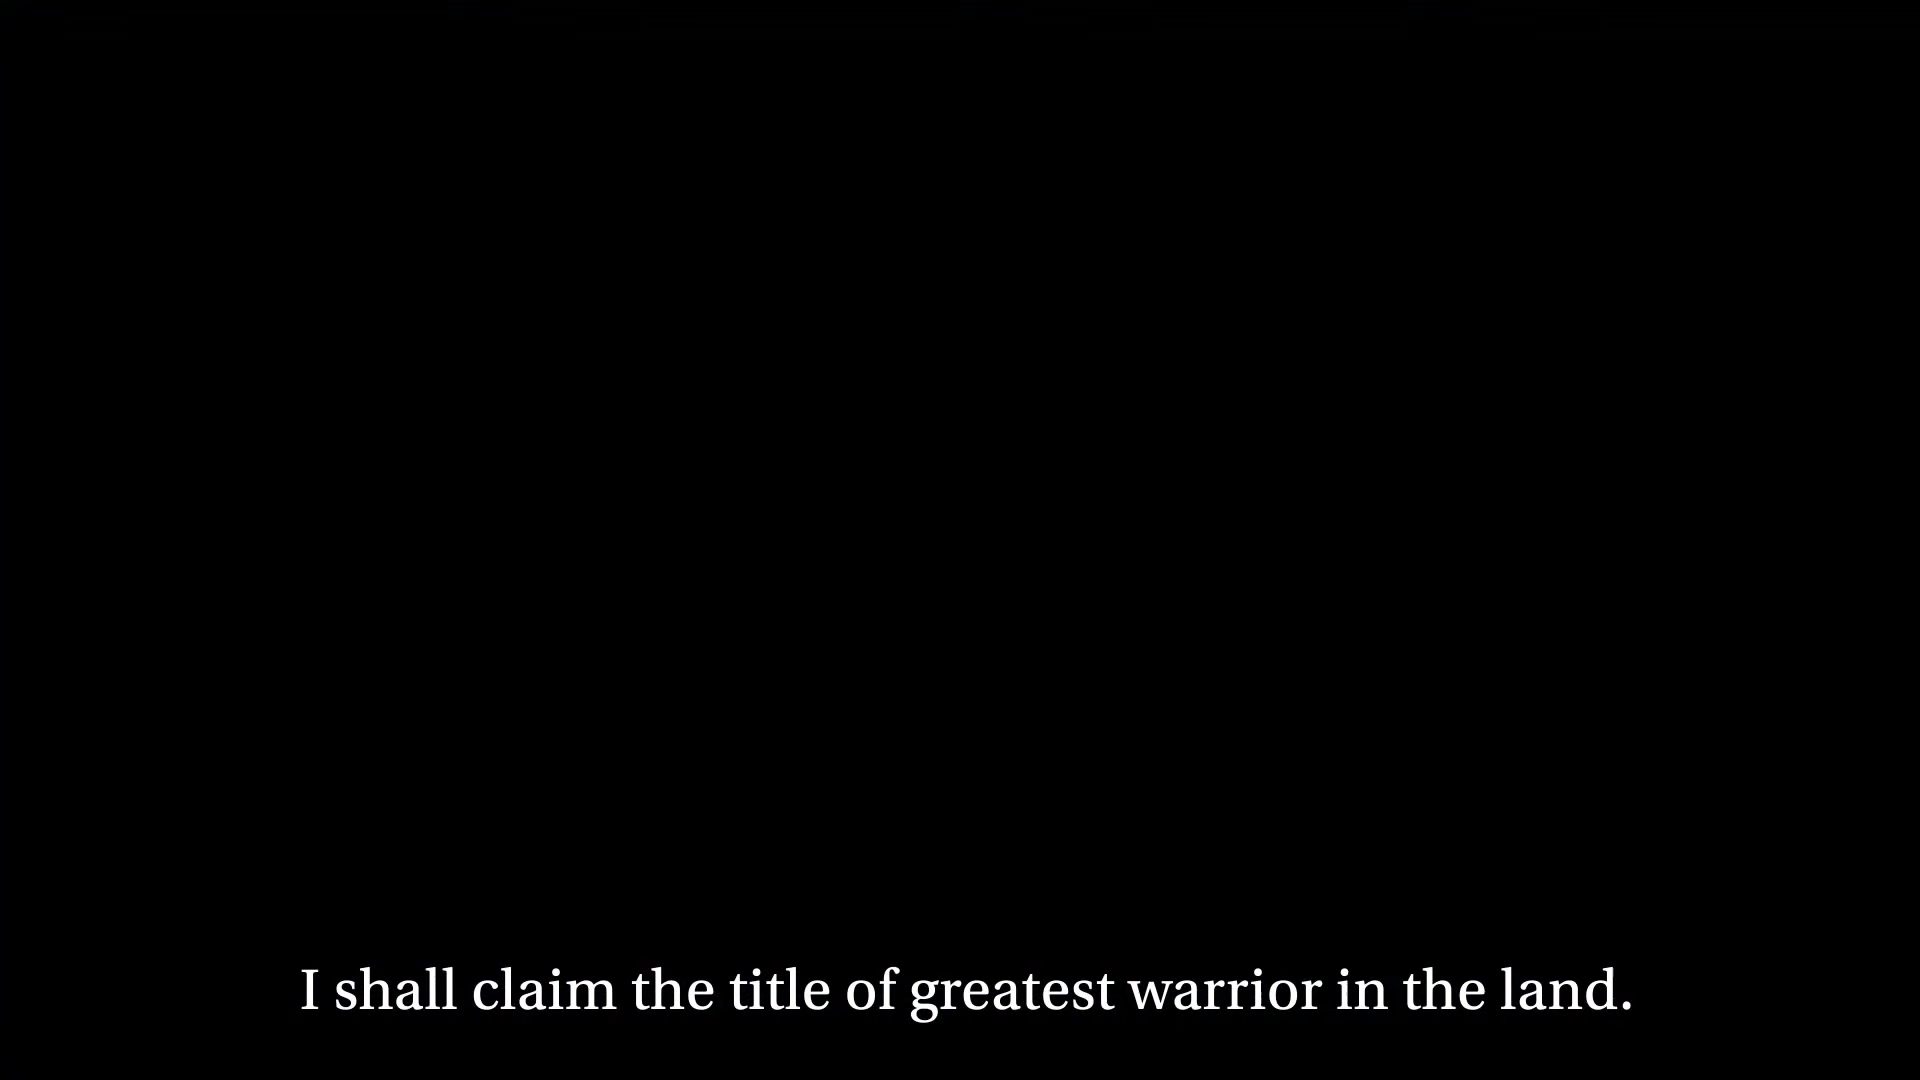 I shall claim the title of greatest warrior in the land.